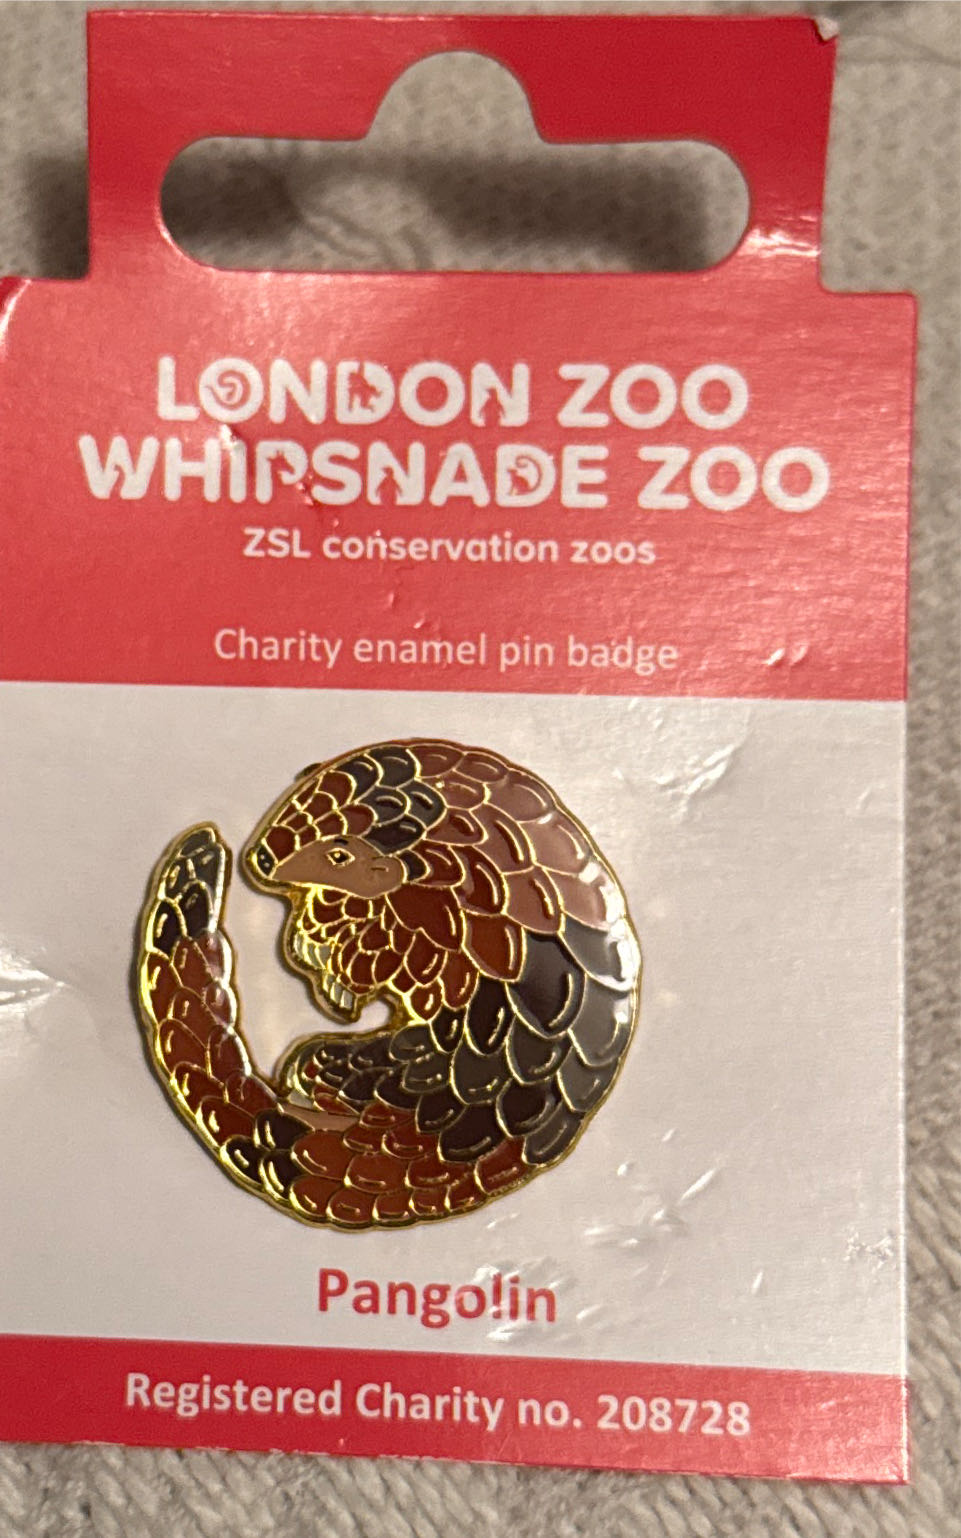 LONDON ZOO
WHIPSNADE ZOO
ZSL conservation zoos
Charity enamel pin badge
Pangolin
Registered Charity no. 208728